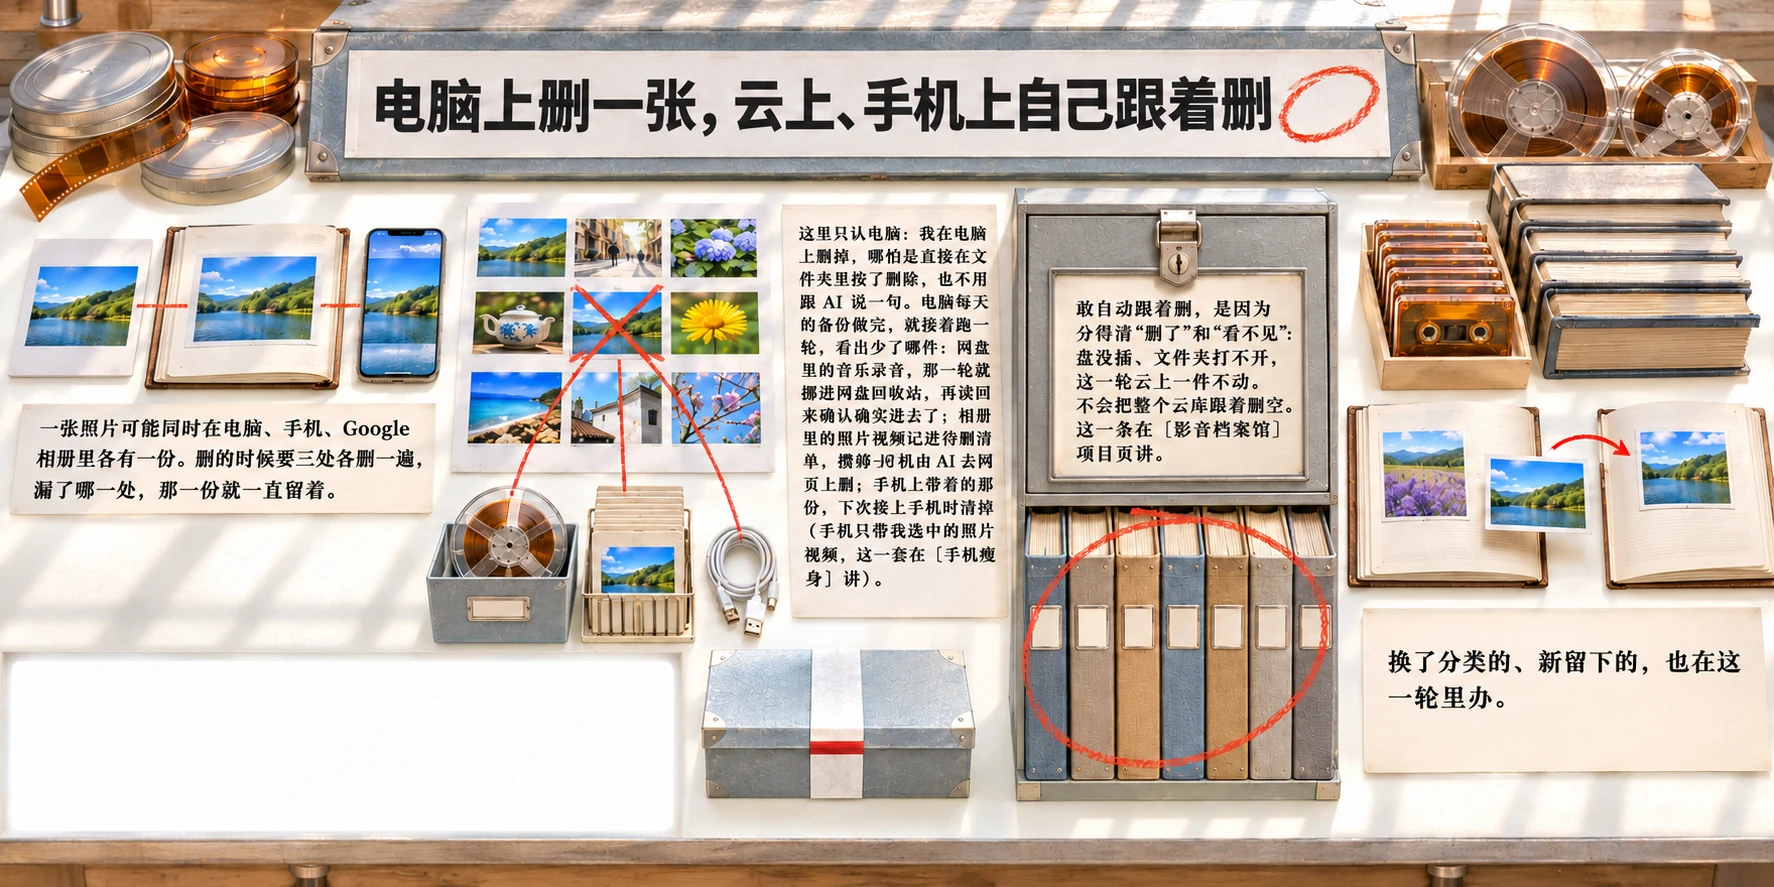 电脑上删一张，云上、手机上自己跟着删
一张照片可能同时在电脑、手机、Google
相册里各有一份。删的时候要三处各删一遍，
漏了哪一处，那一份就一直留着。
这里只认电脑：我在电脑
上删掉，哪怕是直接在文
件夹里按了删除，也不用
跟 AI 说一句。电脑每天
的备份做完，就接着跑一
轮，看出少了哪件：网盘
里的音乐录音，那一轮就
挪进网盘回收站，再读回
来确认确实进去了；相册
里的照片视频记进待删清
单，机由 AI 去网
页上删；手机上带着的那
份，下次接上手机时清掉
（手机只带我选中的照片
视频，这一套在［手机瘦
身］讲）。
敢自动跟着删，是因为
分得清“删了”和“看不见”：
盘没插、文件夹打不开，
这一轮云上一件不动。
不会把整个云库跟着删空。
这一条在［影音档案馆］
项目页讲。
换了分类的、新留下的，也在这
一轮里办。